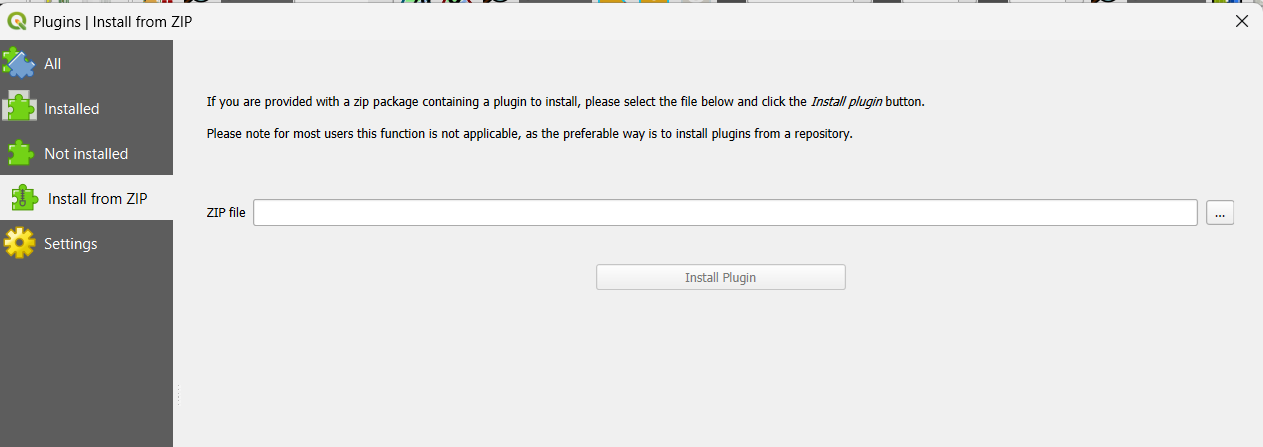 Plugins | Install from ZIP
All
Installed
Not installed
Install from ZIP
Settings
If you are provided with a zip package containing a plugin to install, please select the file below and click the Install plugin button.
Please note for most users this function is not applicable, as the preferable way is to install plugins from a repository.
ZIP file
...
Install Plugin